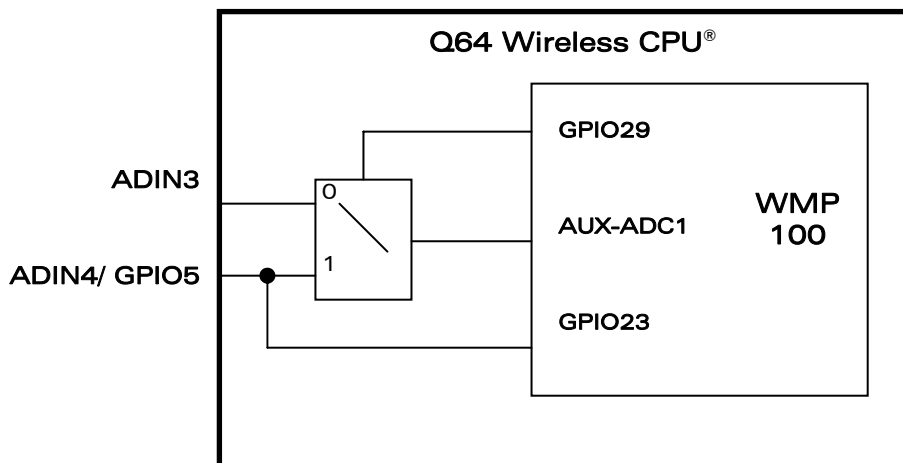 Q64 Wireless CPU®
GPIO29
ADIN3
0
WMP
100
AUX-ADC1
ADIN4/ GPIO5
1
GPIO23